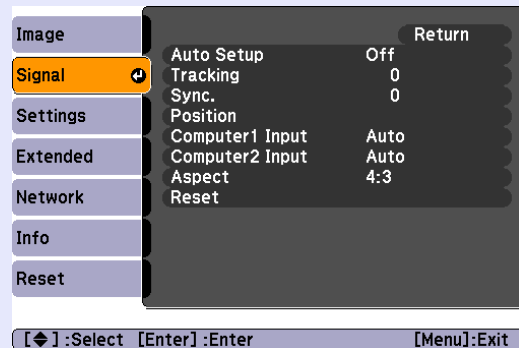 Image
Signal
Settings
Extended
Network
Info
Reset
Return
Auto Setup Off
Tracking 0
Sync. 0
Position
Computer1 Input Auto
Computer2 Input Auto
Aspect 4:3
Reset
[◆] :Select [Enter] :Enter [Menu]:Exit